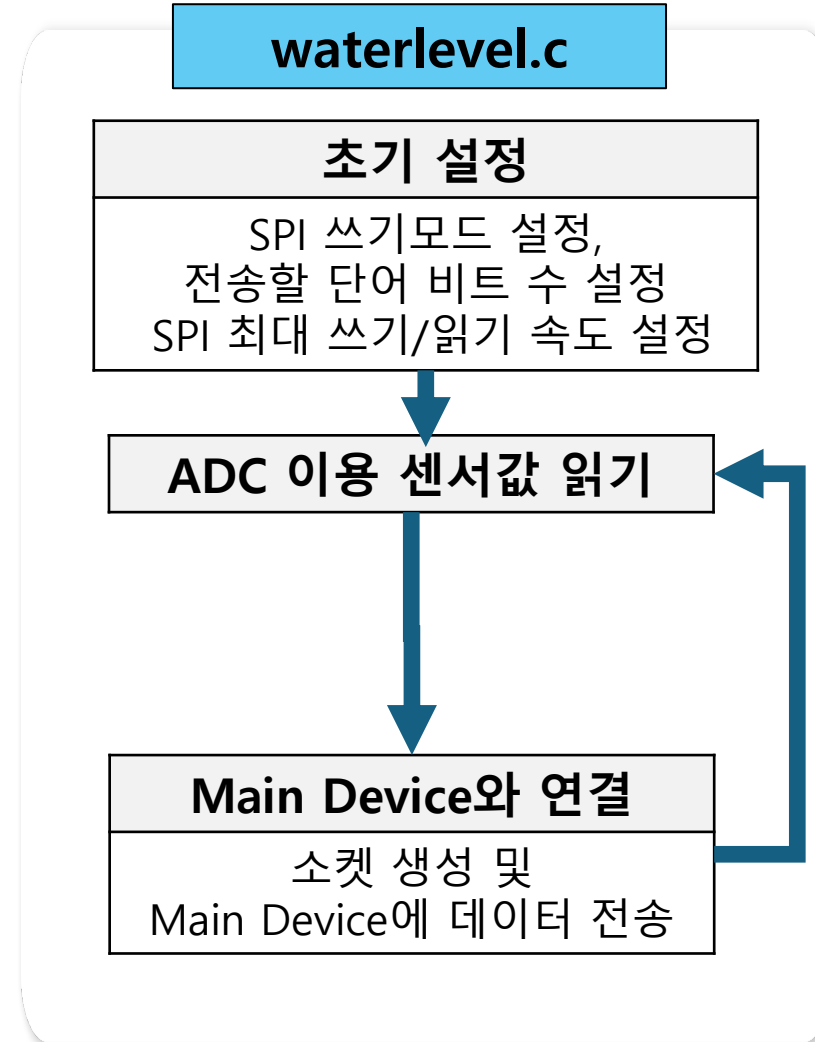 waterlevel.c
초기 설정
SPI 쓰기모드 설정,
전송할 단어 비트 수 설정
SPI 최대 쓰기/읽기 속도 설정
ADC 이용 센서값 읽기
Main Device와 연결
소켓 생성 및
Main Device에 데이터 전송